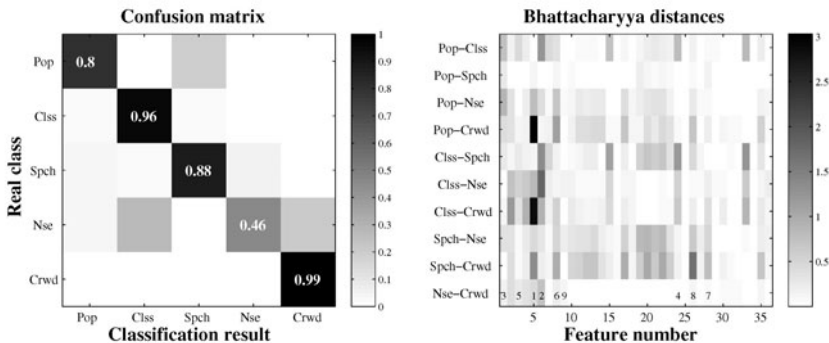 Confusion matrix
Real class
Pop
Clss
Spch
Nse
Crwd
0.8
0.96
0.88
0.46
0.99
Pop Clss Spch Nse Crwd
Classification result
1
0.9
0.8
0.7
0.6
0.5
0.4
0.3
0.2
0.1
0
Bhattacharyya distances
Pop−Clss
Pop−Spch
Pop−Nse
Pop−Crwd
Clss−Spch
Clss−Nse
Clss−Crwd
Spch−Nse
Spch−Crwd
Nse−Crwd
3 5 1 2 6 9 4 8 7
5 10 15 20 25 30 35
Feature number
3
2.5
2
1.5
1
0.5